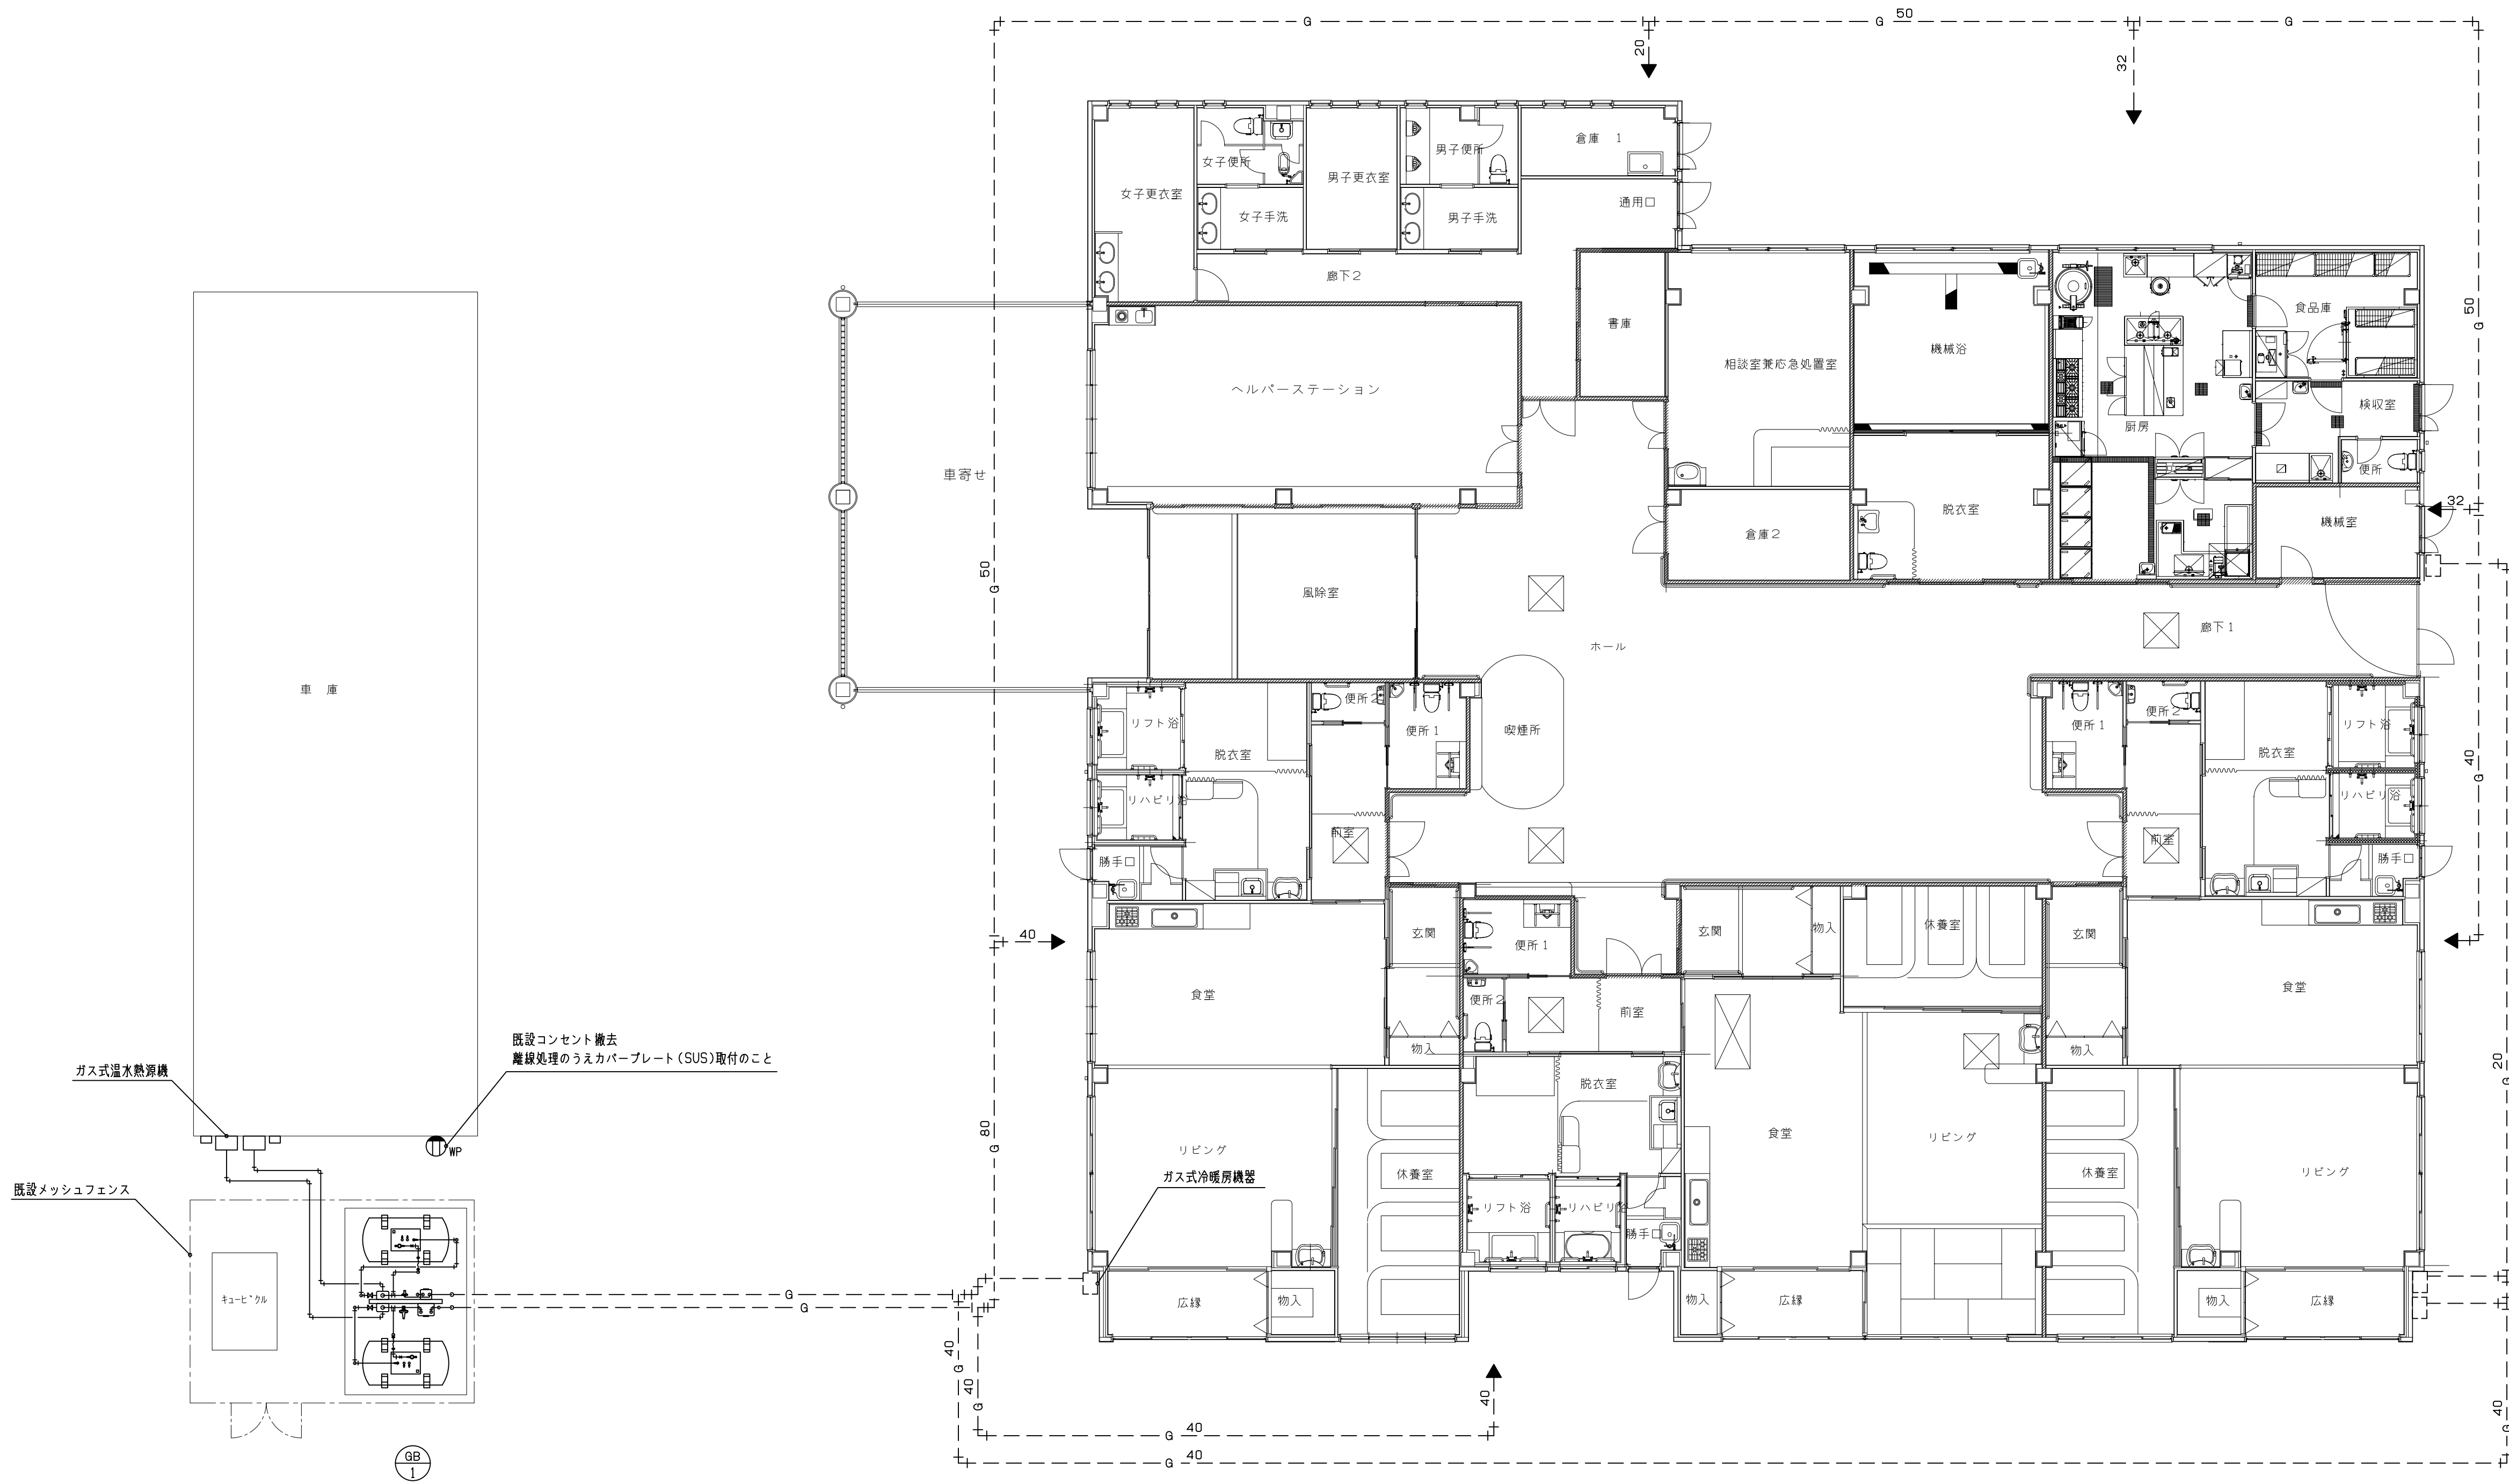 G
50
G
20
32
倉庫 1
女子便所
男子便所
男子更衣室
女子更衣室
通用口
女子手洗
男子手洗
廊下2
50
G
食品庫
書庫
機械浴
相談室兼応急処置室
ヘルパーステーション
検収室
厨房
便所
車寄せ
32
脱衣室
機械室
倉庫2
50
G
風除室
廊下1
ホール
車 庫
便所2
便所1
リフト浴
喫煙所
脱衣室
便所1
便所2
リフト浴
脱衣室
40
G
リハビリ浴
リハビリ浴
前室
前室
勝手口
勝手口
40
玄関
便所1
玄関
物入
休養室
玄関
食堂
食堂
便所2
前室
既設コンセント撤去
離線処理のうえカバープレート(SUS)取付のこと
物入
物入
ガス式温水熱源機
脱衣室
20
G
80
G
WP
リビング
食堂
リビング
休養室
ガス式冷暖房機器
休養室
リビング
既設メッシュフェンス
リフト浴
リハビリ浴
勝手口
キュービクル
G
G
広縁
物入
物入
広縁
物入
広縁
40
G
40
G
40
40
G
G
40
G
40
GB
1